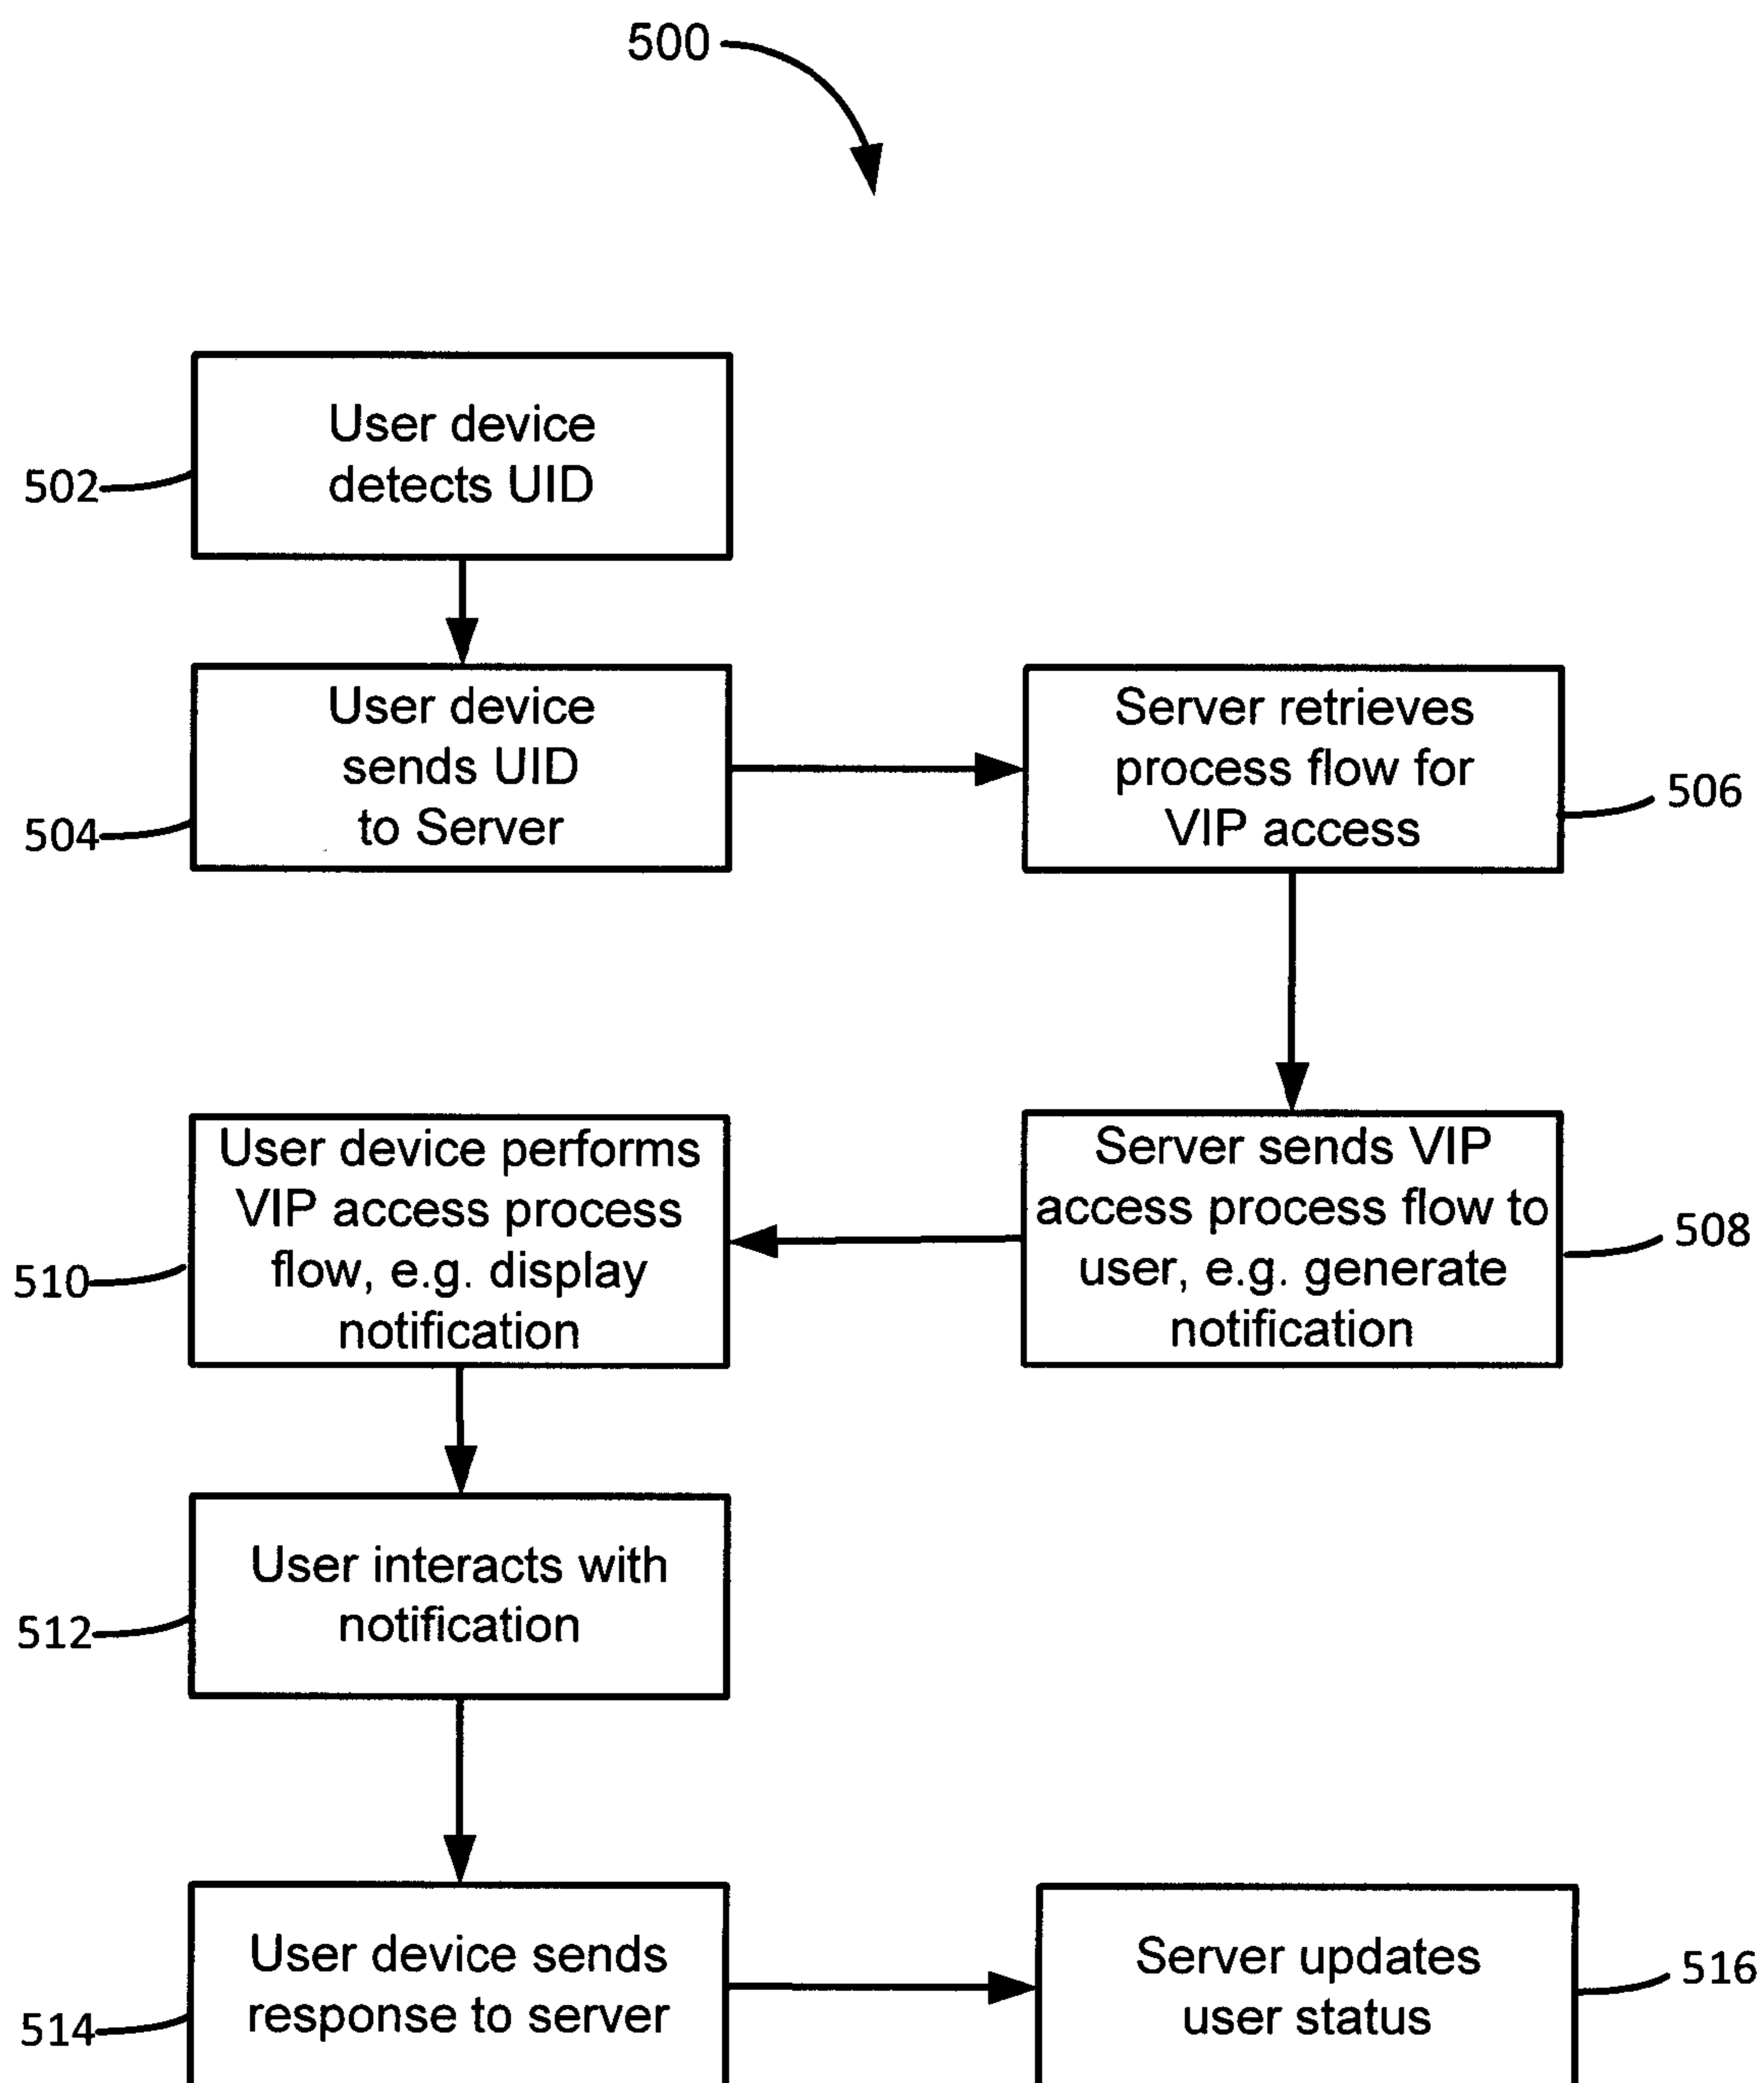 500
User device
detects UID
502
User device
sends UID
to Server
504
Server retrieves
process flow for
VIP access
506
Server sends VIP
access process flow to
user, e.g. generate
notification
508
User device performs
VIP access process
flow, e.g. display
notification
510
User interacts with
notification
512
User device sends
response to server
514
Server updates
user status
516